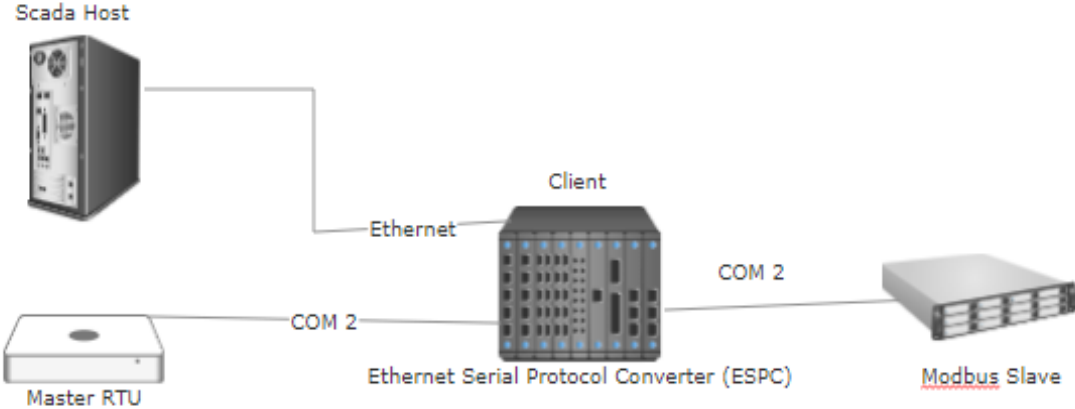 Scada Host
Client
Ethernet
COM 2
COM 2
Ethernet Serial Protocol Converter (ESPC)
Modbus Slave
Master RTU